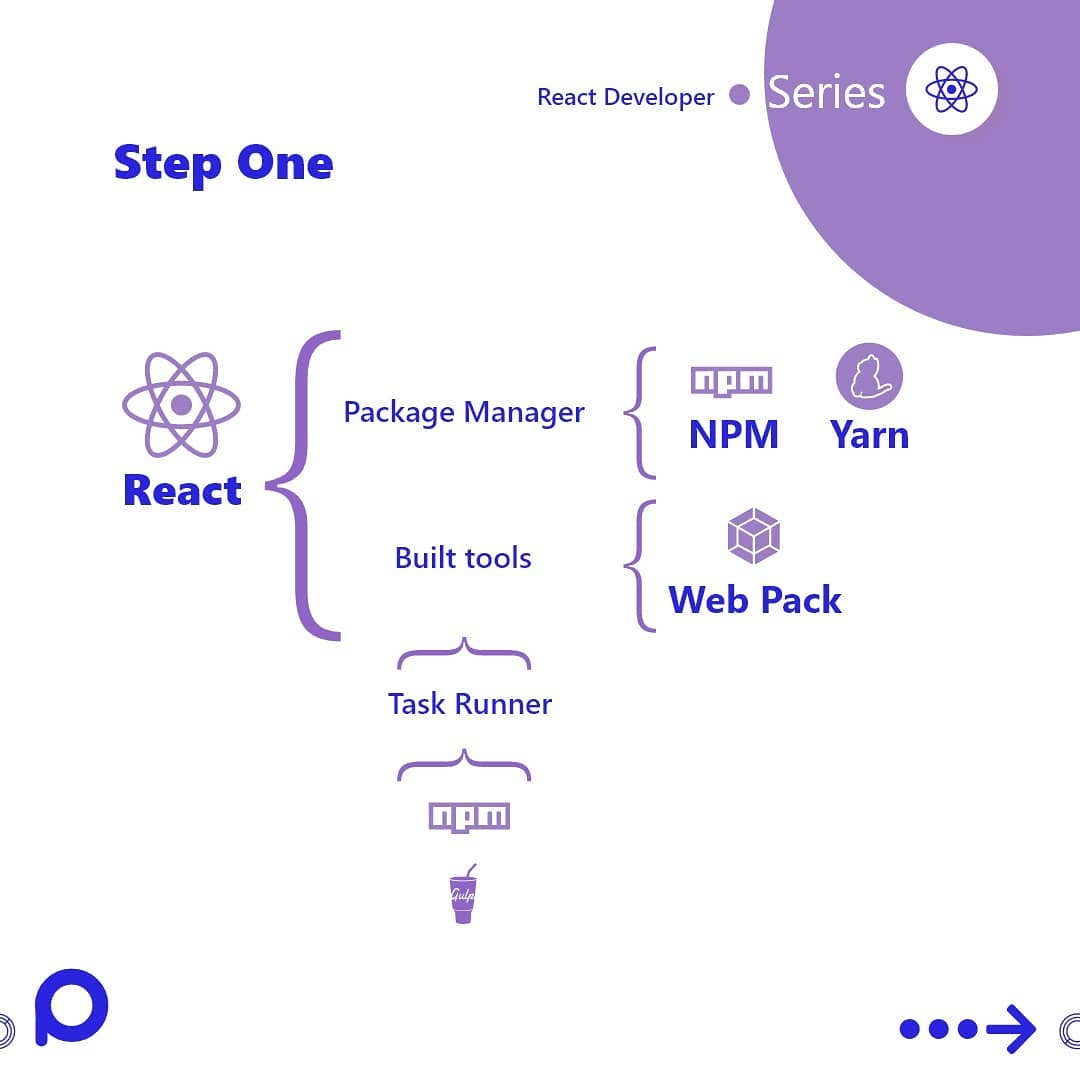 React Developer Series
Step One
React
Package Manager
npm
NPM
Yarn
Built tools
Web Pack
Task Runner
npm
Gulp